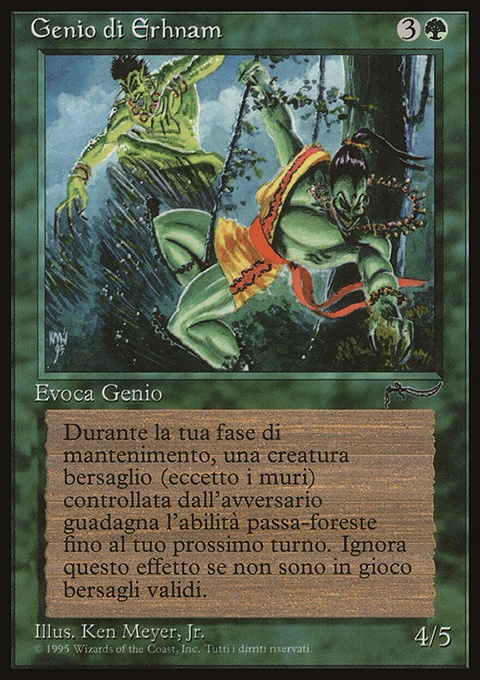 Genio di Erhnam
3
Evoca Genio
Durante la tua fase di
mantenimento, una creatura
bersaglio (eccetto i muri)
controllata dall'avversario
guadagna l'abilità passa-foreste
fino al tuo prossimo turno. Ignora
questo effetto se non sono in gioco
bersagli validi.
Illus. Ken Meyer, Jr.
4/5
© 1995 Wizards of the Coast, Inc. Tutti i diritti riservati.